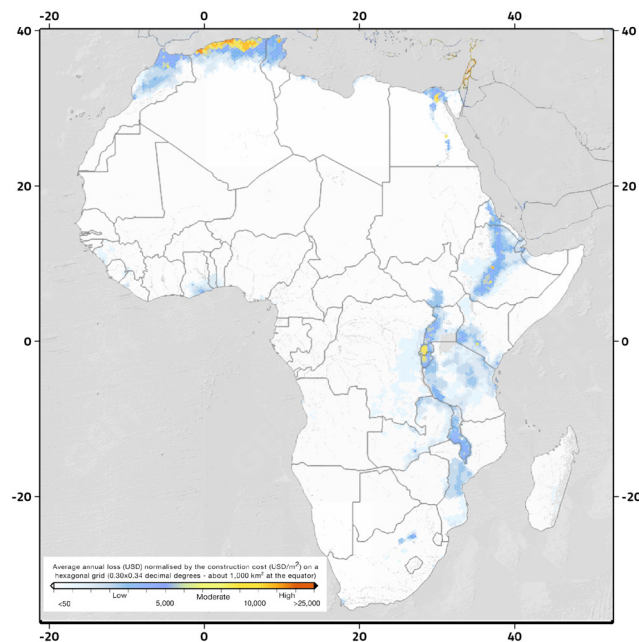 -20 0 20 40
40 40
20 20
0 0
-20 -20
Average annual loss (USD) normalised by the construction cost (USD/m²) on a
hexagonal grid (0.30x0.34 decimal degrees - or - 1,000 km² at the equator)
Low Moderate High
<50 5,000 10,000 >25,000
-20 0 20 40